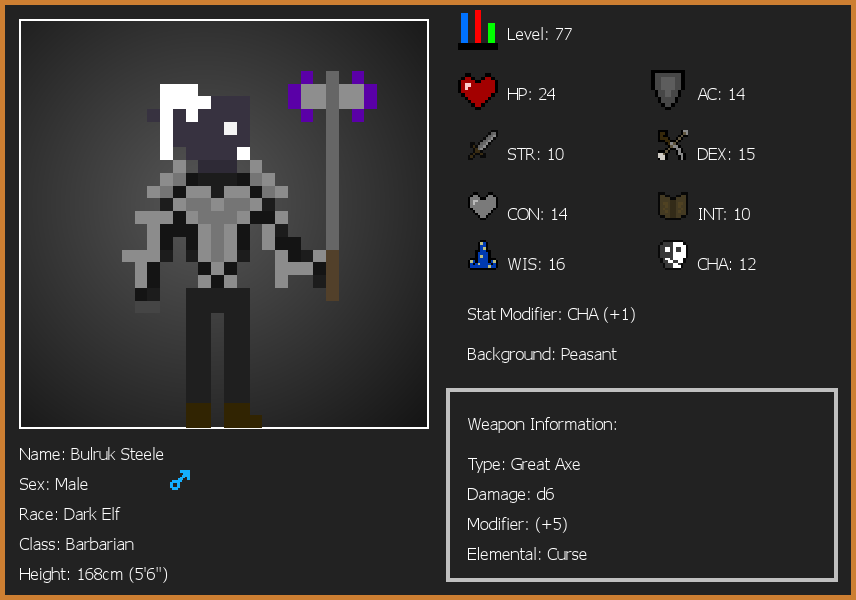 Level: 77
HP: 24
AC: 14
STR: 10
DEX: 15
CON: 14
INT: 10
WIS: 16
CHA: 12
Stat Modifier: CHA (+1)
Background: Peasant
Weapon Information:
Type: Great Axe
Damage: d6
Modifier: (+5)
Elemental: Curse
Name: Bulruk Steele
Sex: Male
Race: Dark Elf
Class: Barbarian
Height: 168cm (5'6")